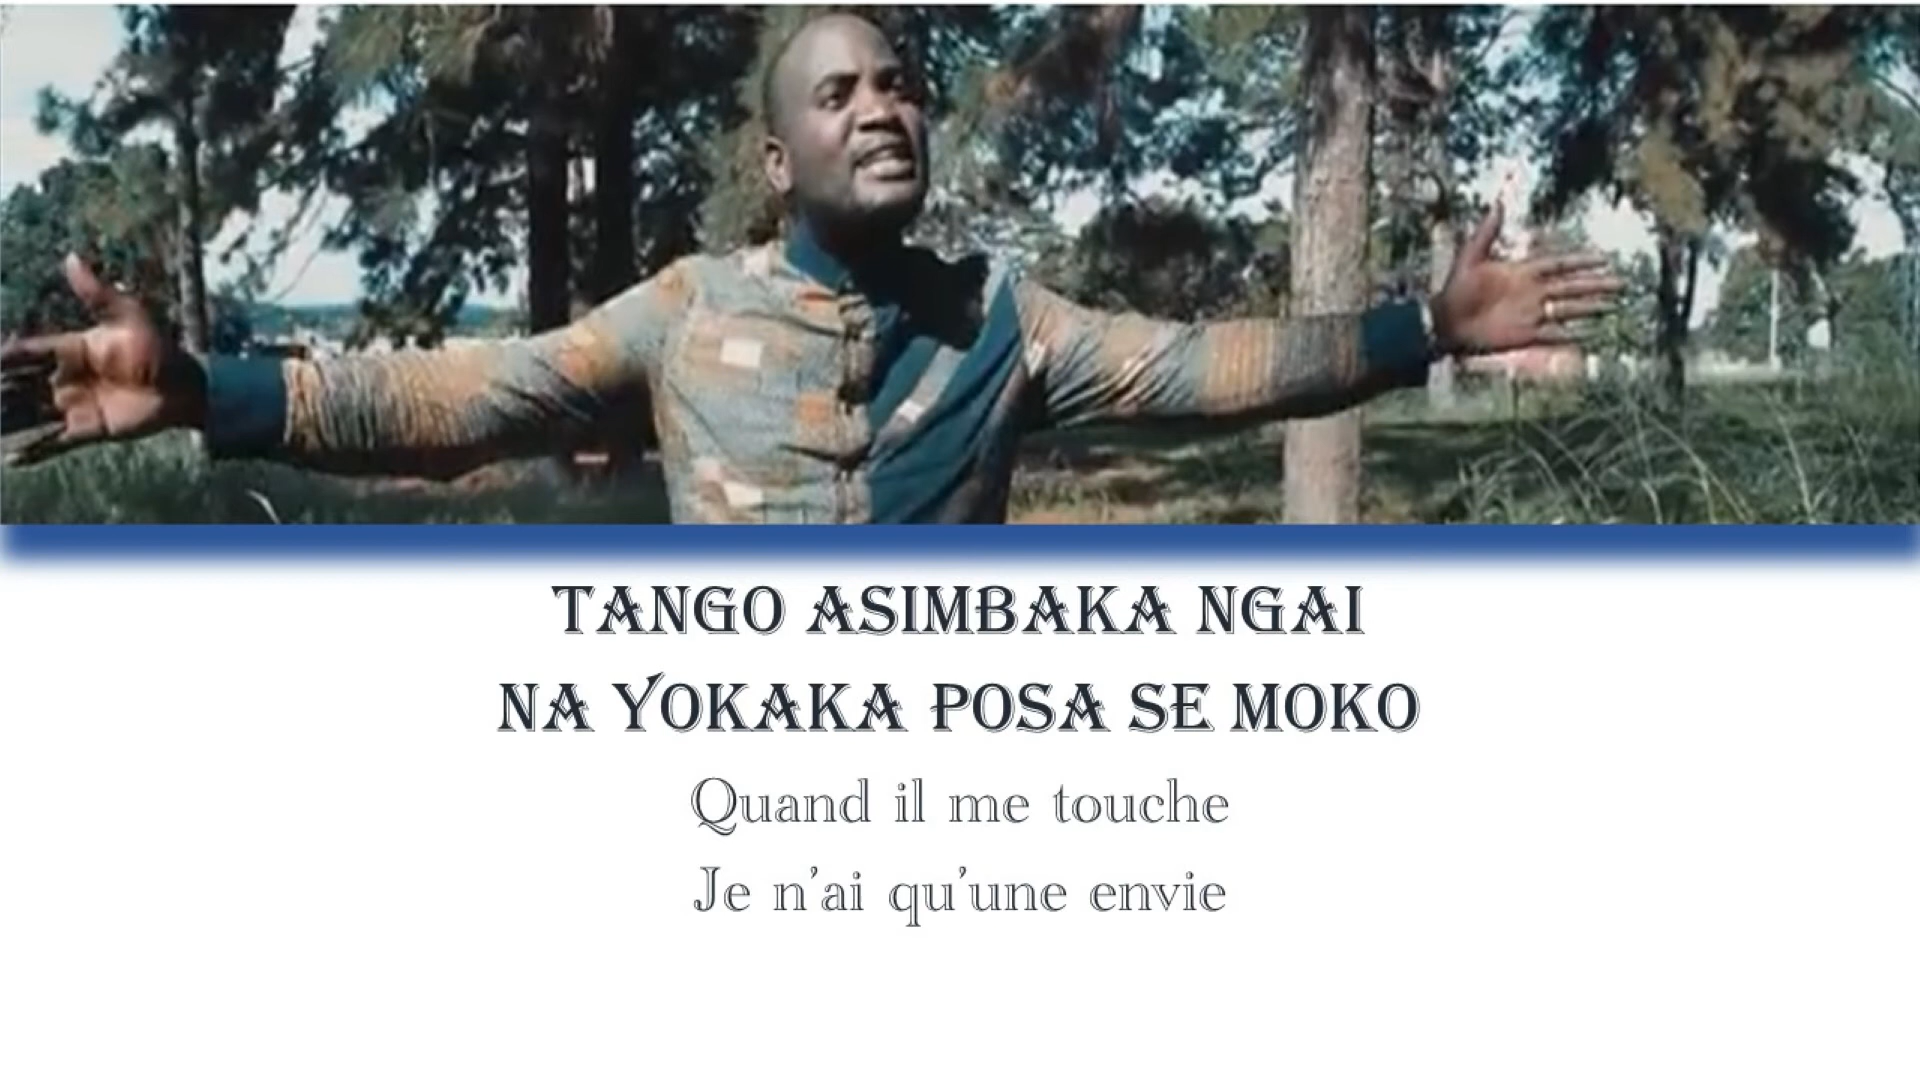 TANGO ASIMBAKA NGAI
NA YOKAKA POSA SE MOKO
Quand il me touche
Je n'ai qu'une envie